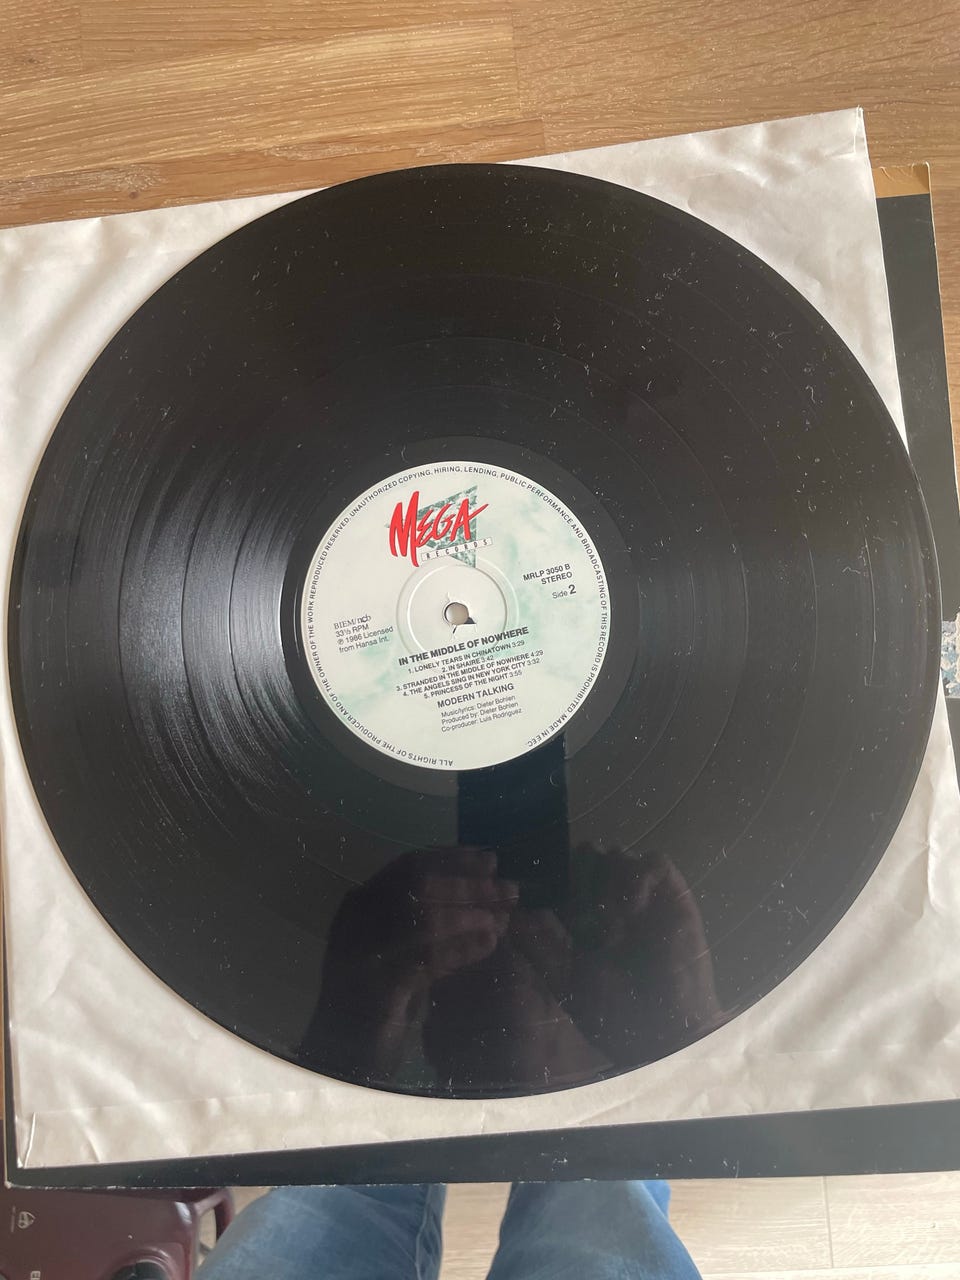 ALL RIGHTS OF THE PRODUCER AND OF THE OWNER OF THE WORK REPRODUCED RESERVED. UNAUTHORIZED COPYING, HIRING, LENDING, PUBLIC PERFORMANCE AND BROADCASTING OF THIS RECORD IS PROHIBITED. MADE IN EEC.
MEGA
RECORDS
MRLP 3050 B
STEREO
Side 2
BIEM/ncb
33⅓ RPM
℗ 1986 Licensed
from Hansa Int.
IN THE MIDDLE OF NOWHERE
1. LONELY TEARS IN CHINATOWN 3:29
2. IN SHAIRE 3:42
3. STRANDED IN THE MIDDLE OF NOWHERE 4:29
4. THE ANGELS SING IN NEW YORK CITY 3:32
5. PRINCESS OF THE NIGHT 3:55
MODERN TALKING
Music/lyrics: Dieter Bohlen
Produced by: Dieter Bohlen
Co-producer: Luis Rodriguez